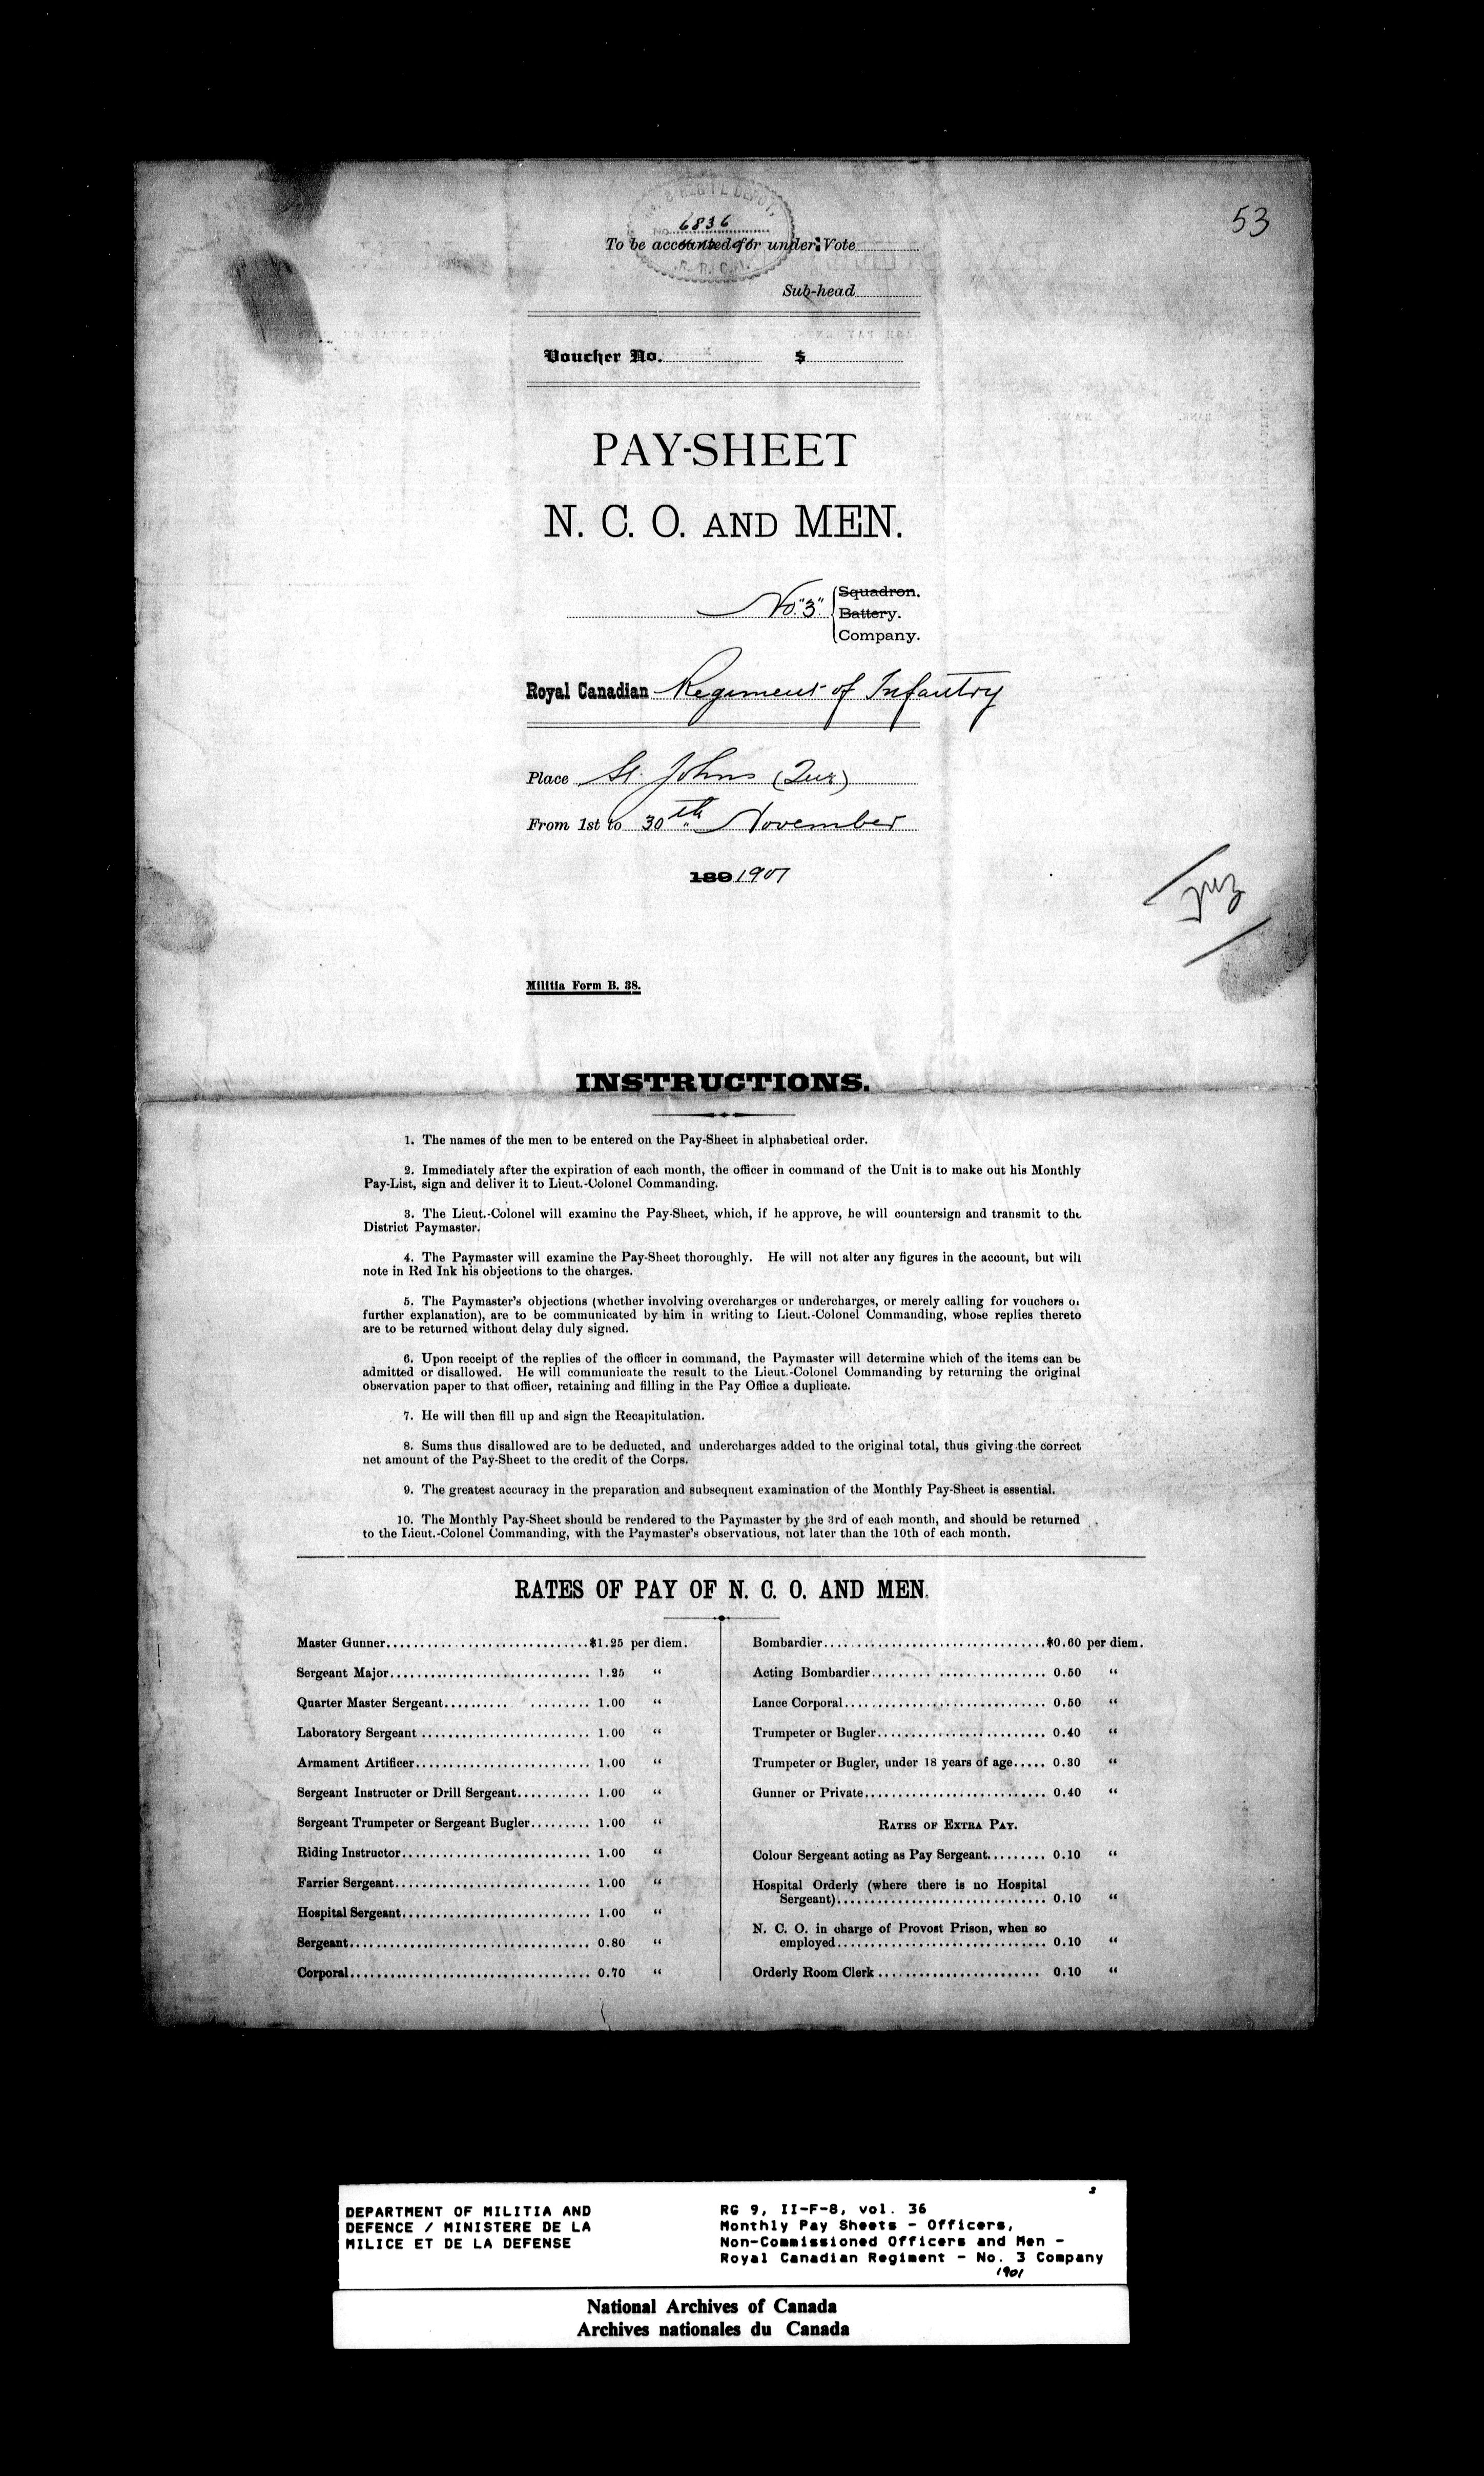 53
6836
To be accounted for under: Vote
Sub-head
Voucher No. $
PAY-SHEET
N. C. O. AND MEN.
No. "3" Squadron.
Battery.
Company.
Royal Canadian Regiment of Infantry
Place St. Johns (Que)
From 1st to 30th November
189 1901
Militia Form B. 38.
INSTRUCTIONS.
1. The names of the men to be entered on the Pay-Sheet in alphabetical order.
2. Immediately after the expiration of each month, the officer in command of the Unit is to make out his Monthly
Pay-List, sign and deliver it to Lieut.-Colonel Commanding.
3. The Lieut.-Colonel will examine the Pay-Sheet, which, if he approve, he will countersign and transmit to the
District Paymaster.
4. The Paymaster will examine the Pay-Sheet thoroughly. He will not alter any figures in the account, but will
note in Red Ink his objections to the charges.
5. The Paymaster's objections (whether involving overcharges or undercharges, or merely calling for vouchers or
further explanation), are to be communicated by him in writing to Lieut.-Colonel Commanding, whose replies thereto
are to be returned without delay duly signed.
6. Upon receipt of the replies of the officer in command, the Paymaster will determine which of the items can be
admitted or disallowed. He will communicate the result to the Lieut.-Colonel Commanding by returning the original
observation paper to that officer, retaining and filling in the Pay Office a duplicate.
7. He will then fill up and sign the Recapitulation.
8. Sums thus disallowed are to be deducted, and undercharges added to the original total, thus giving the correct
net amount of the Pay-Sheet to the credit of the Corps.
9. The greatest accuracy in the preparation and subsequent examination of the Monthly Pay-Sheet is essential.
10. The Monthly Pay-Sheet should be rendered to the Paymaster by the 3rd of each month, and should be returned
to the Lieut.-Colonel Commanding, with the Paymaster's observations, not later than the 10th of each month.
RATES OF PAY OF N. C. O. AND MEN.
Master Gunner $1.25 per diem.
Sergeant Major 1.25 "
Quarter Master Sergeant 1.00 "
Laboratory Sergeant 1.00 "
Armament Artificer 1.00 "
Sergeant Instructor or Drill Sergeant 1.00 "
Sergeant Trumpeter or Sergeant Bugler 1.00 "
Riding Instructor 1.00 "
Farrier Sergeant 1.00 "
Hospital Sergeant 1.00 "
Sergeant 0.80 "
Corporal 0.70 "
Bombardier $0.60 per diem.
Acting Bombardier 0.50 "
Lance Corporal 0.50 "
Trumpeter or Bugler 0.40 "
Trumpeter or Bugler, under 18 years of age 0.30 "
Gunner or Private 0.40 "
RATES OF EXTRA PAY.
Colour Sergeant acting as Pay Sergeant 0.10 "
Hospital Orderly (where there is no Hospital
Sergeant) 0.10 "
N. C. O. in charge of Provost Prison, when so
employed 0.10 "
Orderly Room Clerk 0.10 "
DEPARTMENT OF MILITIA AND
DEFENCE / MINISTERE DE LA
MILICE ET DE LA DEFENSE
RG 9, II-F-8, vol. 36
Monthly Pay Sheets - Officers,
Non-Commissioned Officers and Men -
Royal Canadian Regiment - No. 3 Company
1901
National Archives of Canada
Archives nationales du Canada